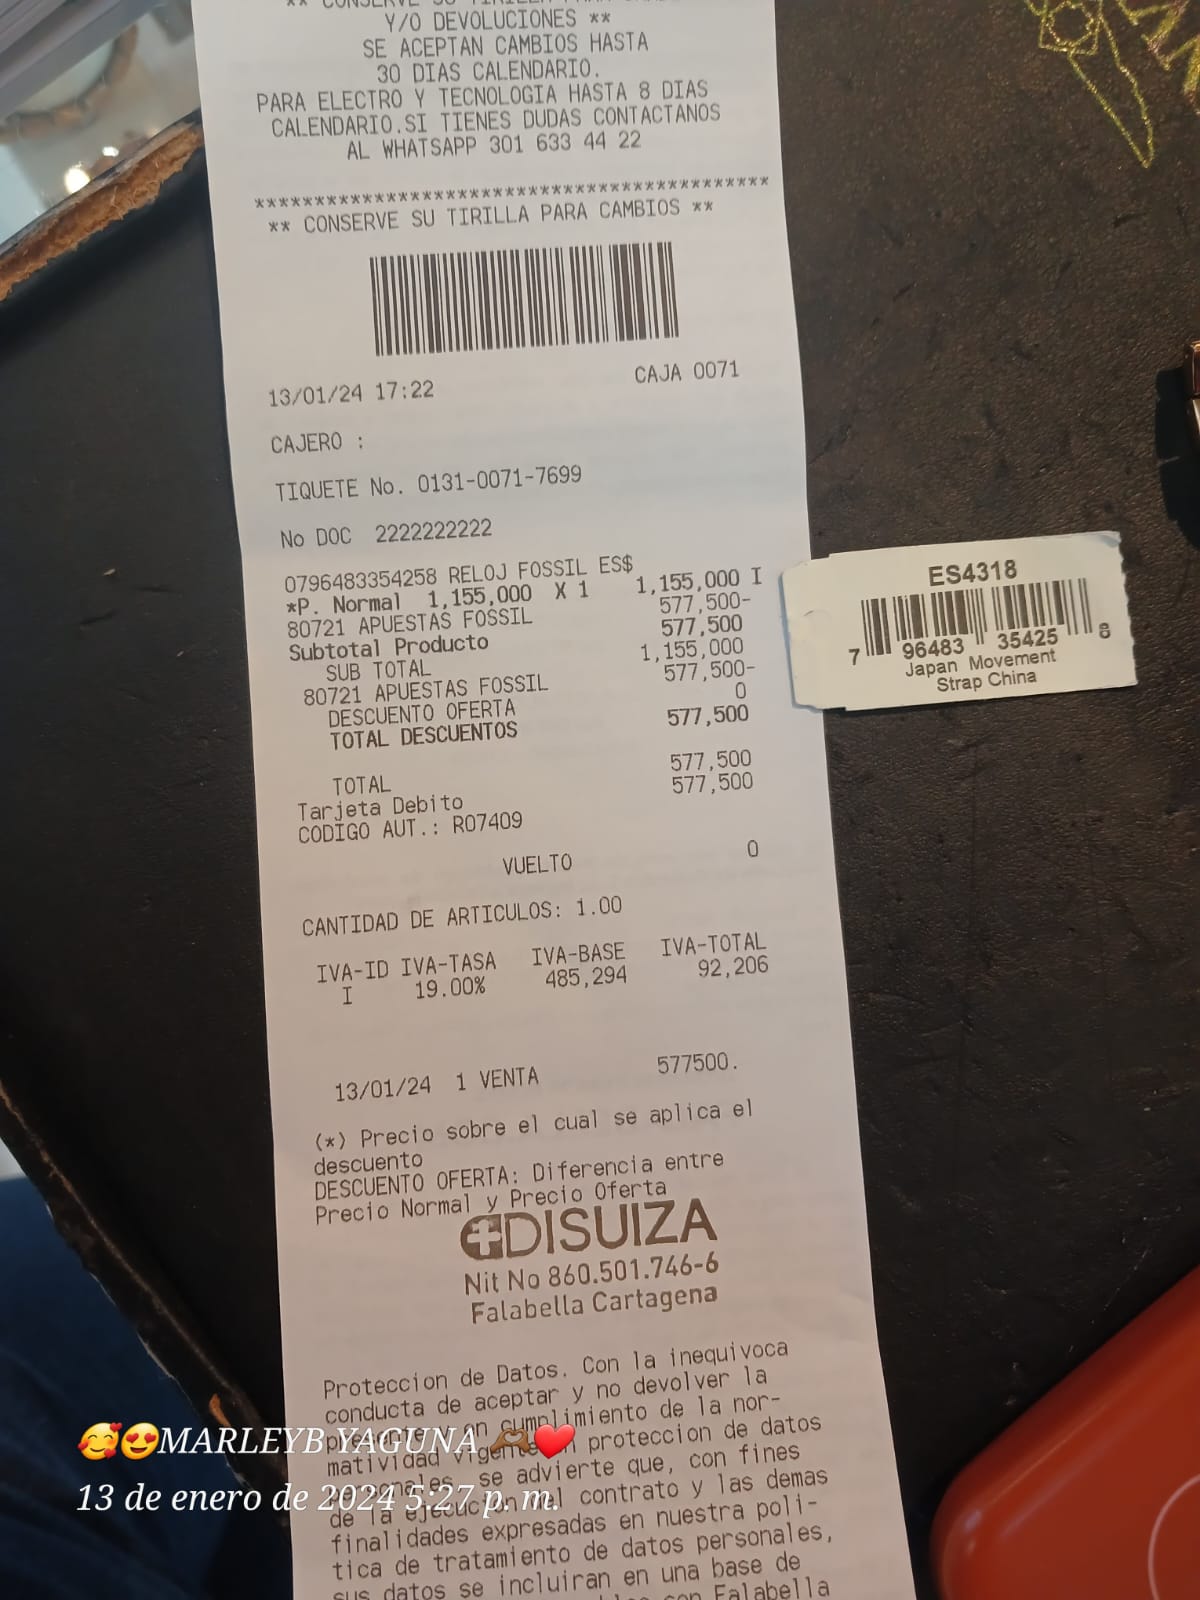 ** CONSERVE SU TIRILLA PARA
Y/O DEVOLUCIONES **
SE ACEPTAN CAMBIOS HASTA
30 DIAS CALENDARIO.
PARA ELECTRO Y TECNOLOGIA HASTA 8 DIAS
CALENDARIO.SI TIENES DUDAS CONTACTANOS
AL WHATSAPP 301 633 44 22
*******************************************
** CONSERVE SU TIRILLA PARA CAMBIOS **
13/01/24 17:22 CAJA 0071
CAJERO :
TIQUETE No. 0131-0071-7699
No DOC 2222222222
0796483354258 RELOJ FOSSIL ES$
*P. Normal 1,155,000 X 1 1,155,000 I
80721 APUESTAS FOSSIL 577,500-
Subtotal Producto 577,500
SUB TOTAL 1,155,000
80721 APUESTAS FOSSIL 577,500-
DESCUENTO OFERTA 0
TOTAL DESCUENTOS 577,500
TOTAL 577,500
Tarjeta Debito 577,500
CODIGO AUT.: R07409
VUELTO 0
CANTIDAD DE ARTICULOS: 1.00
IVA-ID IVA-TASA IVA-BASE IVA-TOTAL
I 19.00% 485,294 92,206
13/01/24 1 VENTA 577500.
(*) Precio sobre el cual se aplica el
descuento
DESCUENTO OFERTA: Diferencia entre
Precio Normal y Precio Oferta
DISUIZA
Nit No 860.501.746-6
Falabella Cartagena
Proteccion de Datos. Con la inequivoca
conducta de aceptar y no devolver la
en cumplimiento de la nor-
matividad vigente proteccion de datos
se advierte que, con fines
de la contrato y las demas
finalidades expresadas en nuestra poli-
tica de tratamiento de datos personales,
sus datos se incluiran en una base de
con Falabella
ES4318
7 96483 35425 8
Japan Movement
Strap China
🥰😍MARLEYB YAGUNA 🫶🏾❤️
13 de enero de 2024 5:27 p. m.